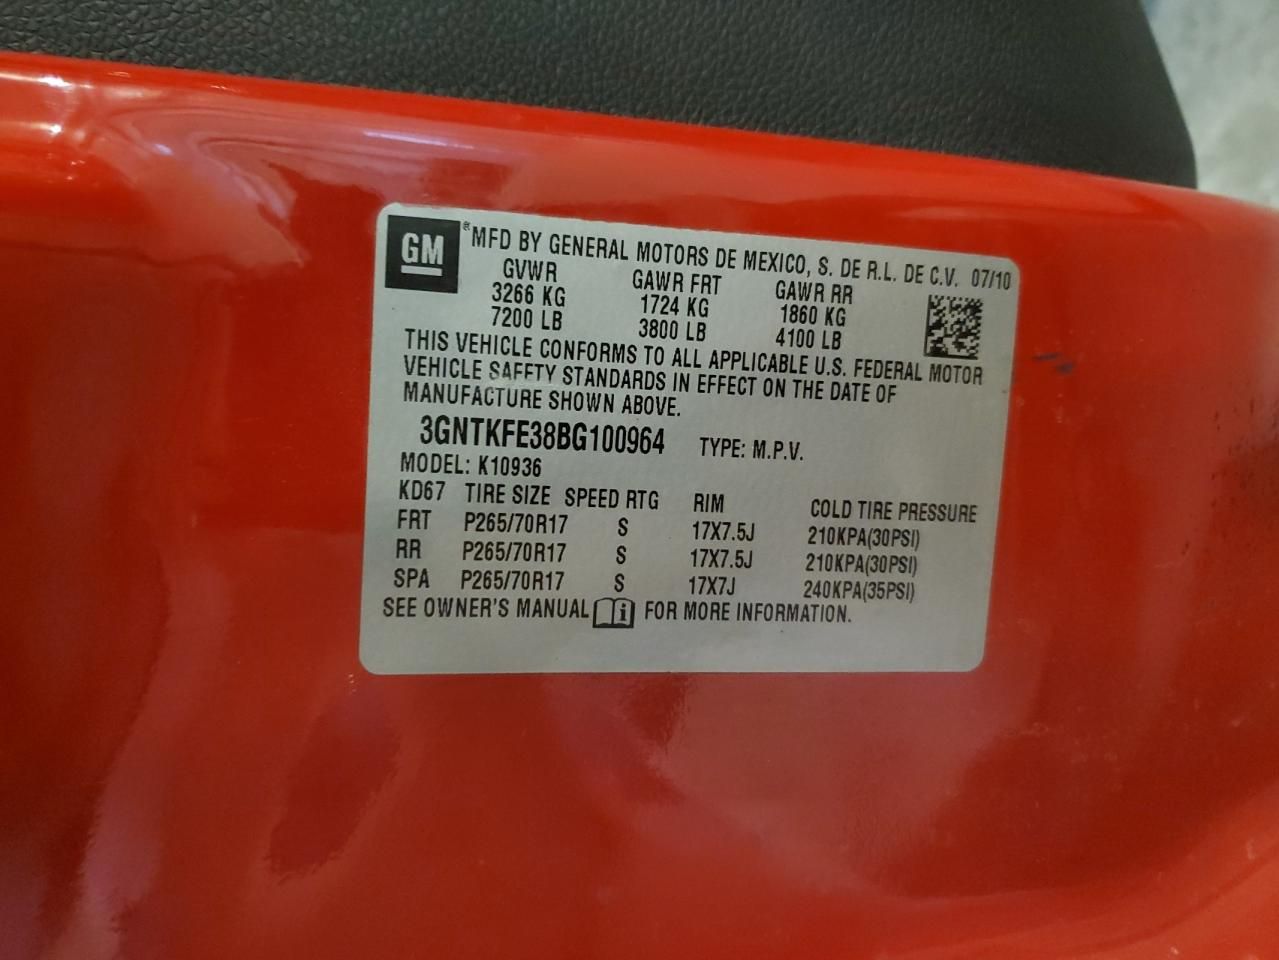 GM
®MFD BY GENERAL MOTORS DE MEXICO, S. DE R.L. DE C.V. 07/10
GVWR GAWR FRT GAWR RR
3266 KG 1724 KG 1860 KG
7200 LB 3800 LB 4100 LB
THIS VEHICLE CONFORMS TO ALL APPLICABLE U.S. FEDERAL MOTOR
VEHICLE SAFETY STANDARDS IN EFFECT ON THE DATE OF
MANUFACTURE SHOWN ABOVE.
3GNTKFE38BG100964 TYPE: M.P.V.
MODEL: K10936
KD67 TIRE SIZE SPEED RTG RIM COLD TIRE PRESSURE
FRT P265/70R17 S 17X7.5J 210KPA(30PSI)
RR P265/70R17 S 17X7.5J 210KPA(30PSI)
SPA P265/70R17 S 17X7J 240KPA(35PSI)
SEE OWNER'S MANUAL i FOR MORE INFORMATION.